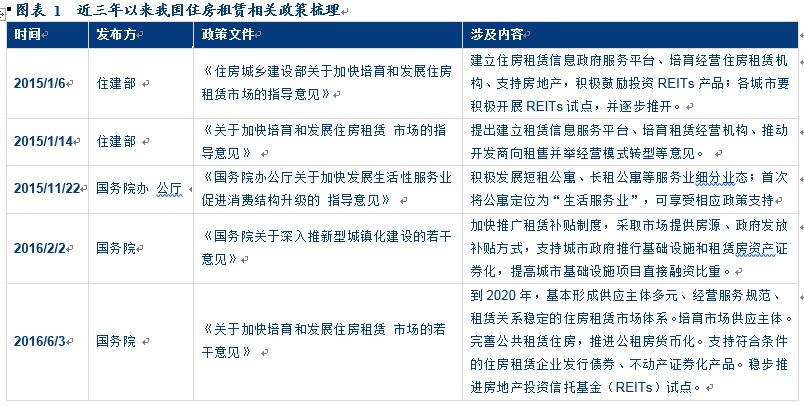 图表 1 近三年以来我国住房租赁相关政策梳理
时间 发布方 政策文件 涉及内容
2015/1/6 住建部 《住房城乡建设部关于加快培育和发展住房
租赁市场的指导意见》
建立住房租赁信息政府服务平台、培育经营住房租赁机
构、支持房地产，积极鼓励投资 REITs 产品；各城市要
积极开展 REITs 试点，并逐步推开。
2015/1/14 住建部 《关于加快培育和发展住房租赁 市场的指
导意见》
提出建立租赁信息服务平台、培育租赁经营机构、推动
开发商向租售并举经营模式转型等意见。
2015/11/22 国务院办 公厅 《国务院办公厅关于加快发展生活性服务业
促进消费结构升级的 指导意见》
积极发展短租公寓、长租公寓等服务业细分业态；首次
将公寓定位为“生活服务业”，可享受相应政策支持
2016/2/2 国务院 《国务院关于深入推新型城镇化建设的若干
意见》
加快推广租赁补贴制度，采取市场提供房源、政府发放
补贴方式，支持城市政府推行基础设施和租赁房资产证
券化，提高城市基础设施项目直接融资比重。
2016/6/3 国务院 《关于加快培育和发展住房租赁 市场的若
干意见》
到 2020 年，基本形成供应主体多元、经营服务规范、
租赁关系稳定的住房租赁市场体系。培育市场供应主体。
完善公共租赁住房，推进公租房货币化。支持符合条件
的住房租赁企业发行债券、不动产证券化产品。稳步推
进房地产投资信托基金（REITs）试点。